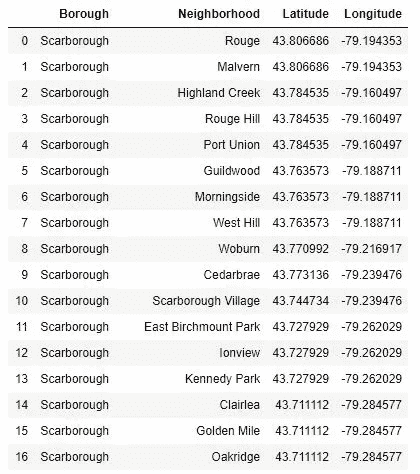 Borough Neighborhood Latitude Longitude
0 Scarborough Rouge 43.806686 -79.194353
1 Scarborough Malvern 43.806686 -79.194353
2 Scarborough Highland Creek 43.784535 -79.160497
3 Scarborough Rouge Hill 43.784535 -79.160497
4 Scarborough Port Union 43.784535 -79.160497
5 Scarborough Guildwood 43.763573 -79.188711
6 Scarborough Morningside 43.763573 -79.188711
7 Scarborough West Hill 43.763573 -79.188711
8 Scarborough Woburn 43.770992 -79.216917
9 Scarborough Cedarbrae 43.773136 -79.239476
10 Scarborough Scarborough Village 43.744734 -79.239476
11 Scarborough East Birchmount Park 43.727929 -79.262029
12 Scarborough Ionview 43.727929 -79.262029
13 Scarborough Kennedy Park 43.727929 -79.262029
14 Scarborough Clairlea 43.711112 -79.284577
15 Scarborough Golden Mile 43.711112 -79.284577
16 Scarborough Oakridge 43.711112 -79.284577